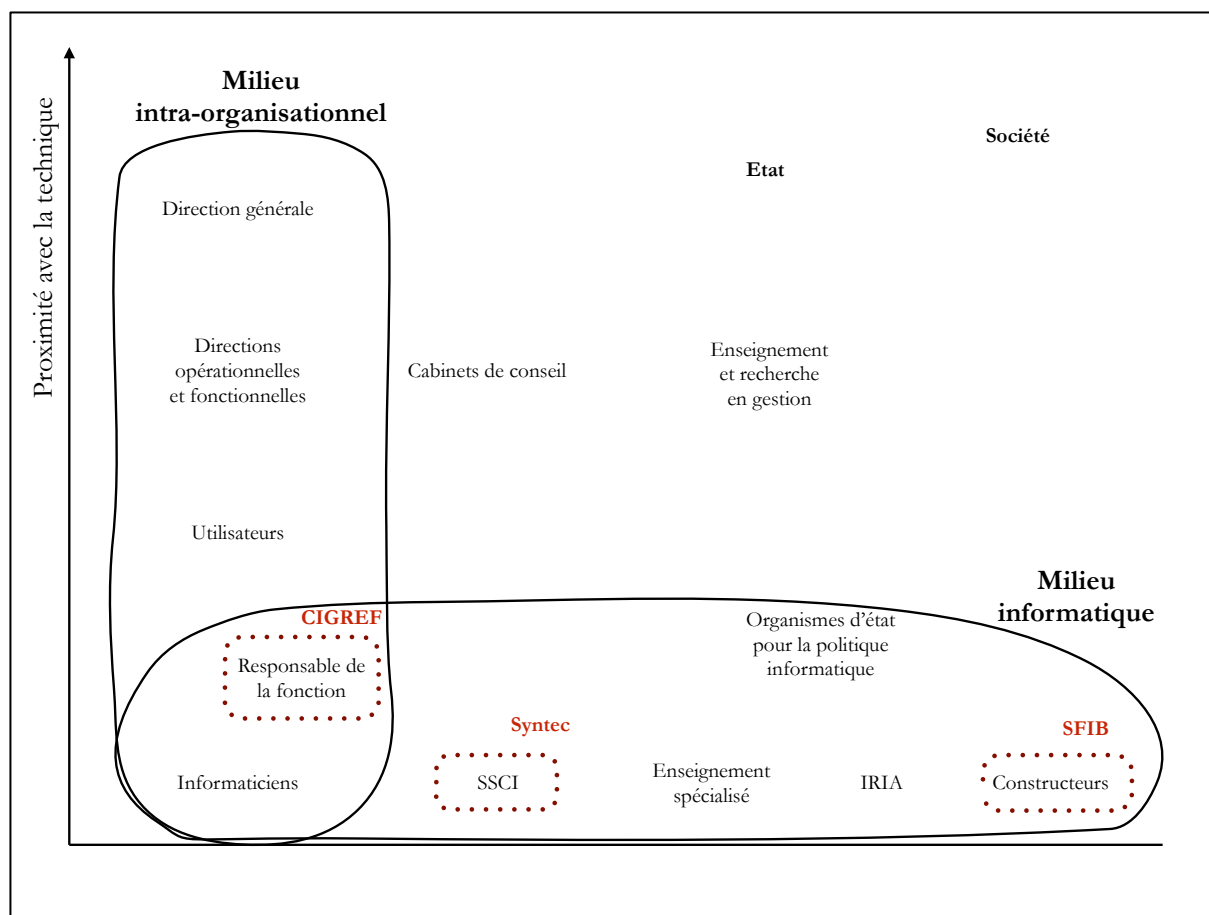 Proximité avec la technique
Milieu
intra-organisationnel
Société
Etat
Direction générale
Directions
opérationnelles
et fonctionnelles
Cabinets de conseil
Enseignement
et recherche
en gestion
Utilisateurs
Milieu
informatique
CIGREF
Responsable de
la fonction
Organismes d'état
pour la politique
informatique
Syntec
SFIB
Informaticiens
SSCI
Enseignement
spécialisé
IRIA
Constructeurs